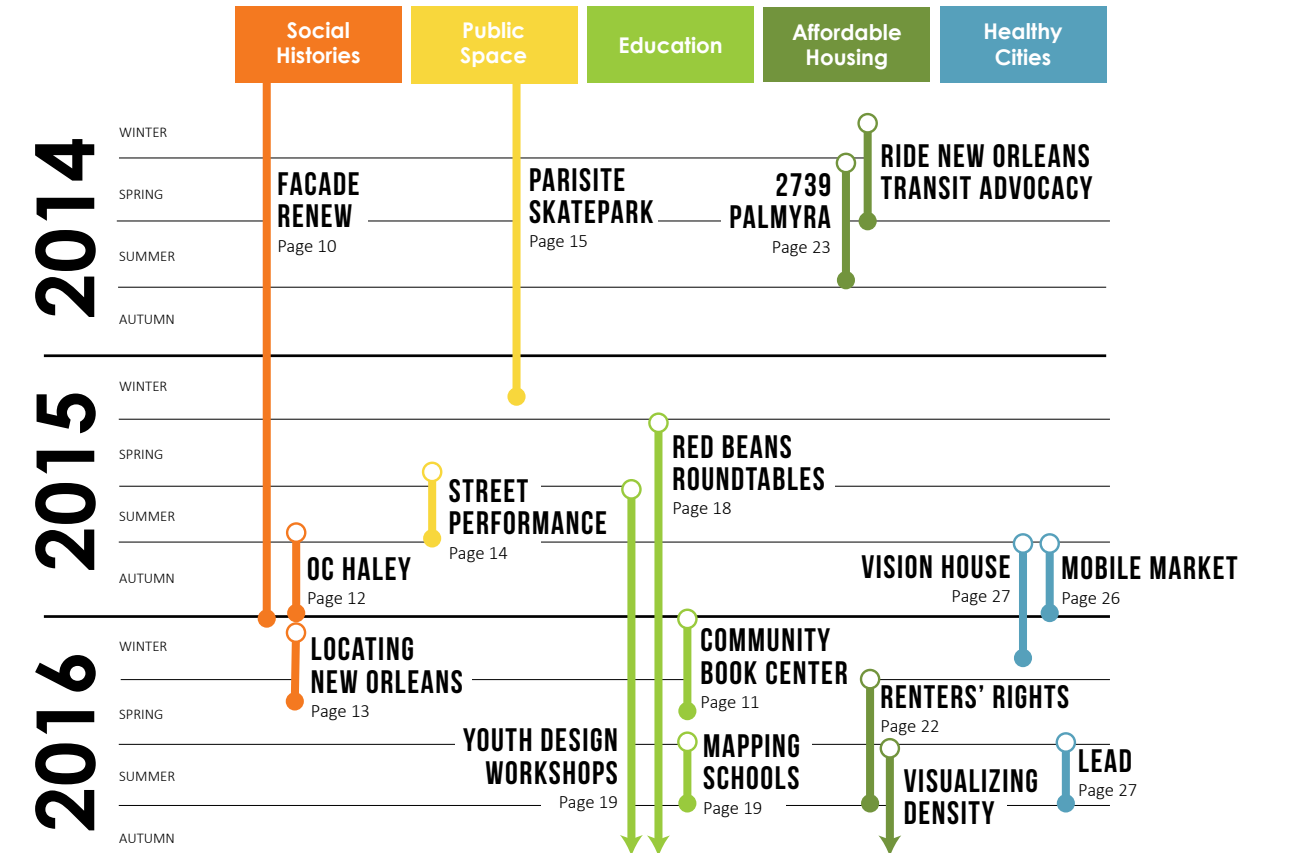 Social
Histories
Public
Space
Education
Affordable
Housing
Healthy
Cities
2014
WINTER
SPRING
SUMMER
AUTUMN
FACADE
RENEW
Page 10
PARISITE
SKATEPARK
Page 15
2739
PALMYRA
Page 23
RIDE NEW ORLEANS
TRANSIT ADVOCACY
2015
WINTER
SPRING
SUMMER
AUTUMN
RED BEANS
ROUNDTABLES
Page 18
STREET
PERFORMANCE
Page 14
OC HALEY
Page 12
VISION HOUSE
Page 27
MOBILE MARKET
Page 26
2016
WINTER
SPRING
SUMMER
AUTUMN
LOCATING
NEW ORLEANS
Page 13
COMMUNITY
BOOK CENTER
Page 11
RENTERS' RIGHTS
Page 22
YOUTH DESIGN
WORKSHOPS
Page 19
MAPPING
SCHOOLS
Page 19
VISUALIZING
DENSITY
LEAD
Page 27